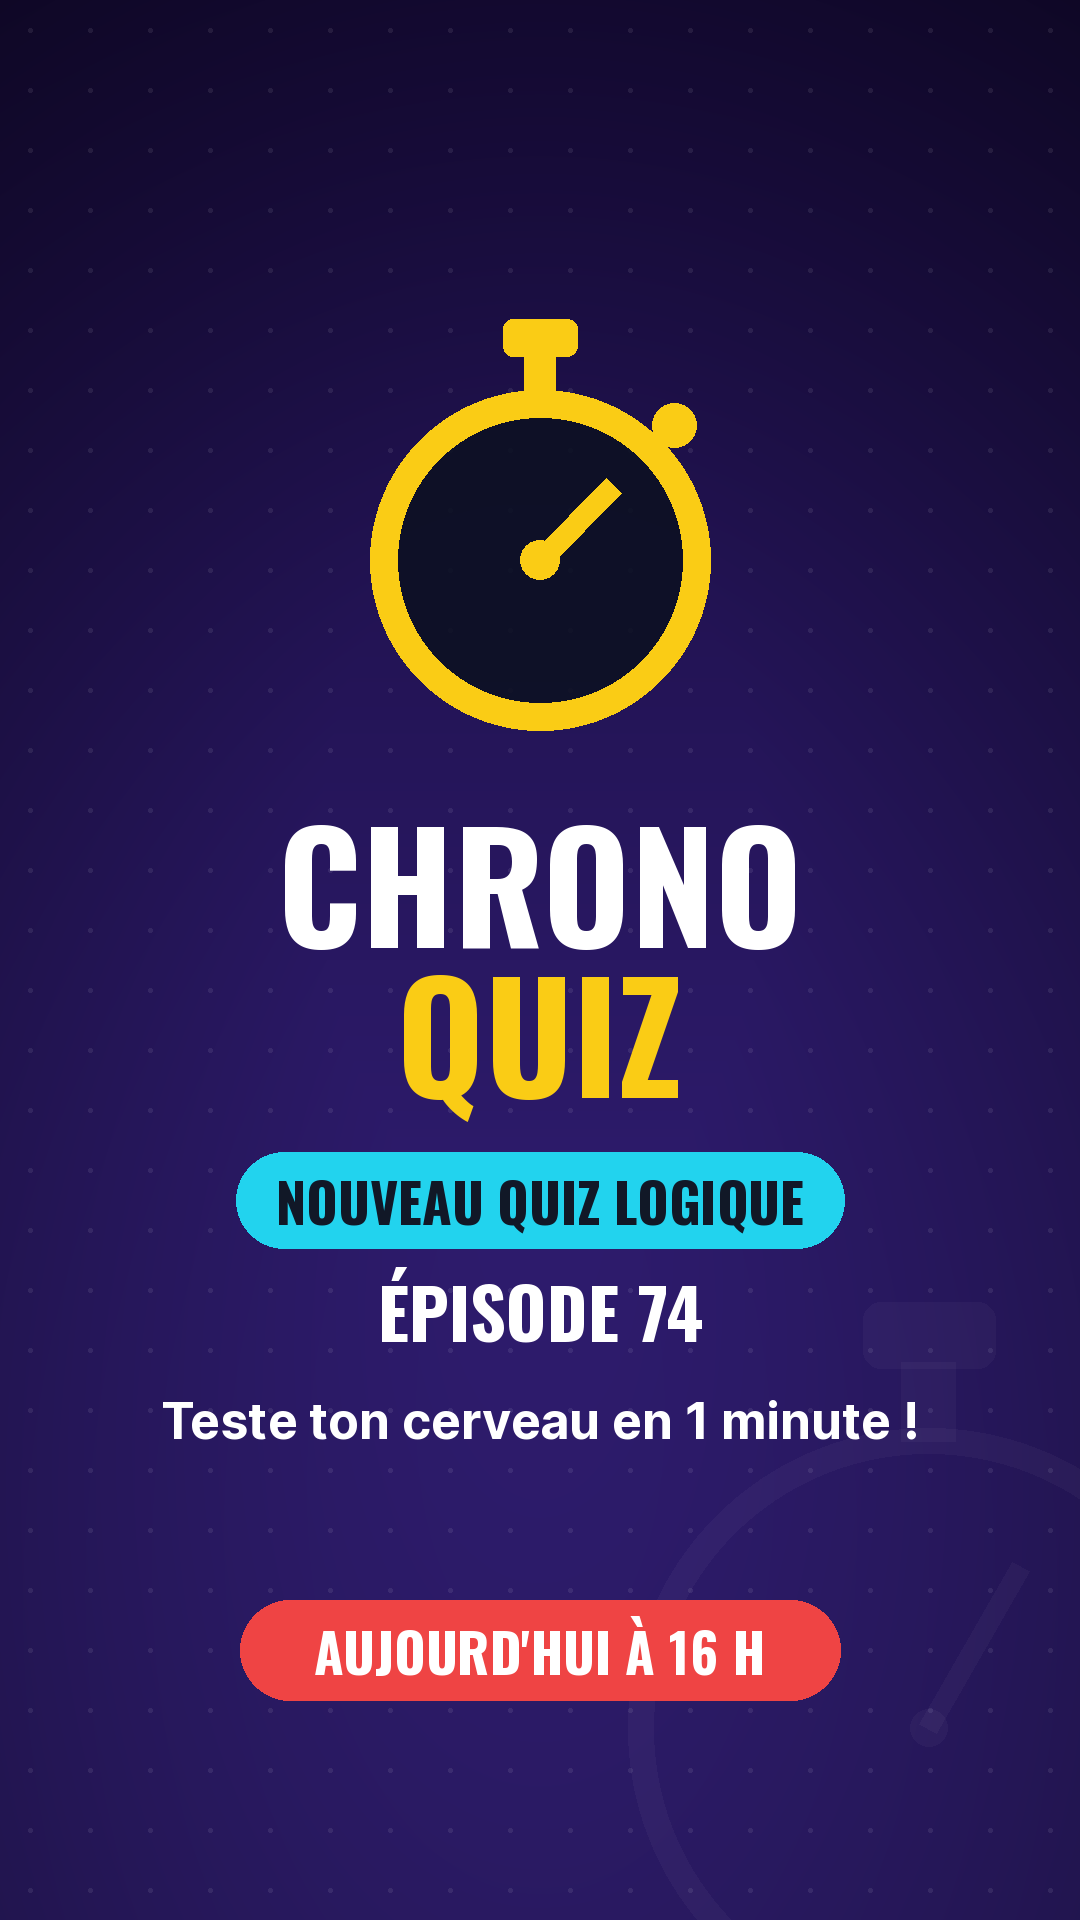 CHRONO
QUIZ
NOUVEAU QUIZ LOGIQUE
ÉPISODE 74
Teste ton cerveau en 1 minute !
AUJOURD'HUI À 16 H